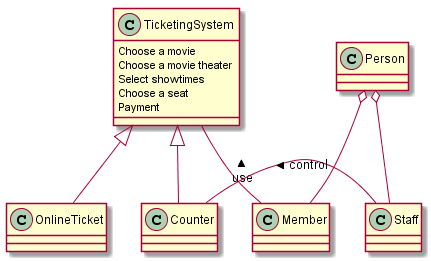 C TicketingSystem
Choose a movie
Choose a movie theater
Select showtimes
Choose a seat
Payment
C Person
control
use
C OnlineTicket
C Counter
C Member
C Staff